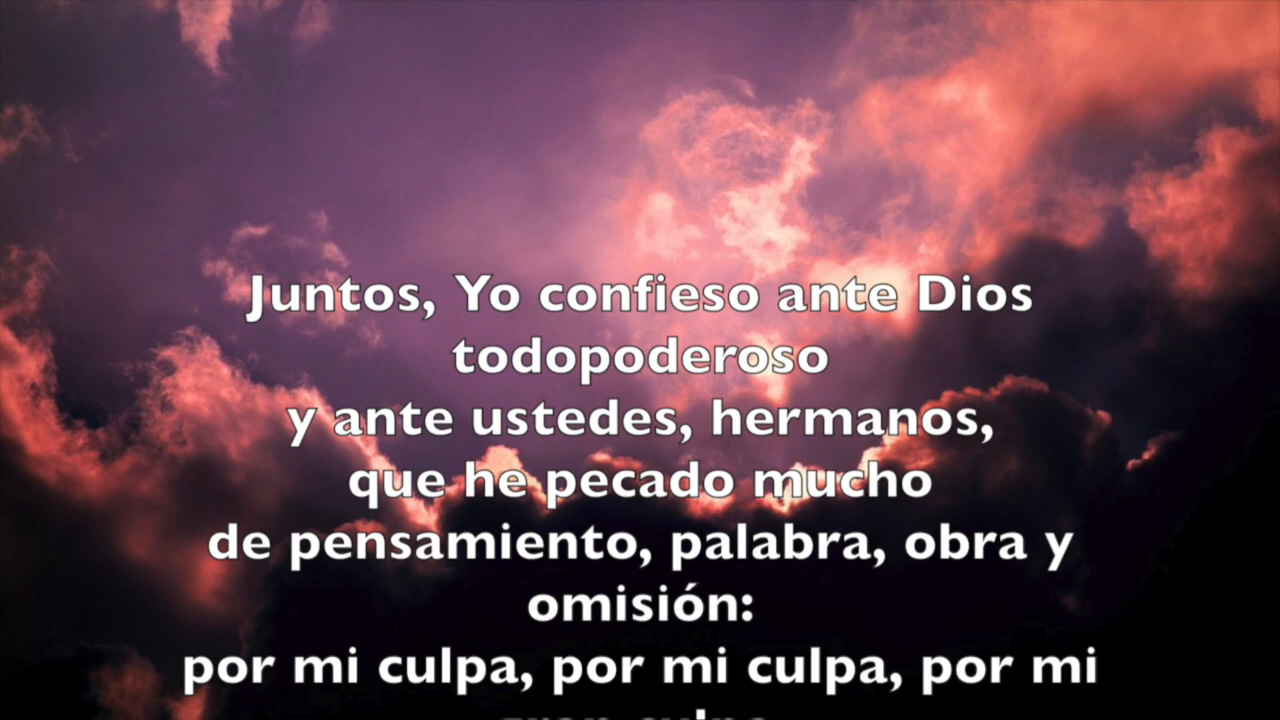 Juntos, Yo confieso ante Dios
todopoderoso
y ante ustedes, hermanos,
que he pecado mucho
de pensamiento, palabra, obra y
omisión:
por mi culpa, por mi culpa, por mi